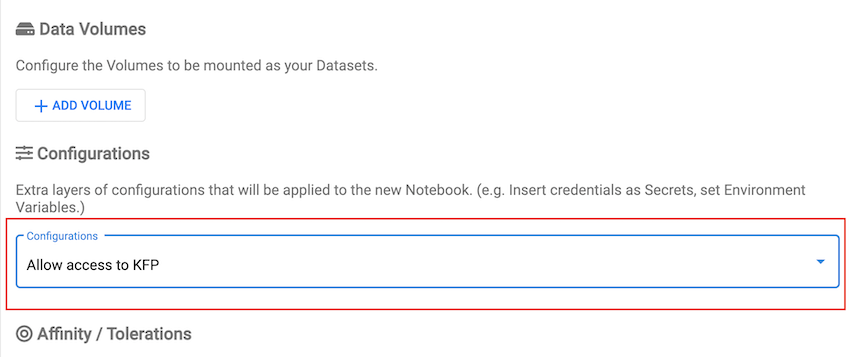 Data Volumes
Configure the Volumes to be mounted as your Datasets.
+ ADD VOLUME
Configurations
Extra layers of configurations that will be applied to the new Notebook. (e.g. Insert credentials as Secrets, set Environment
Variables.)
Configurations
Allow access to KFP
Affinity / Tolerations